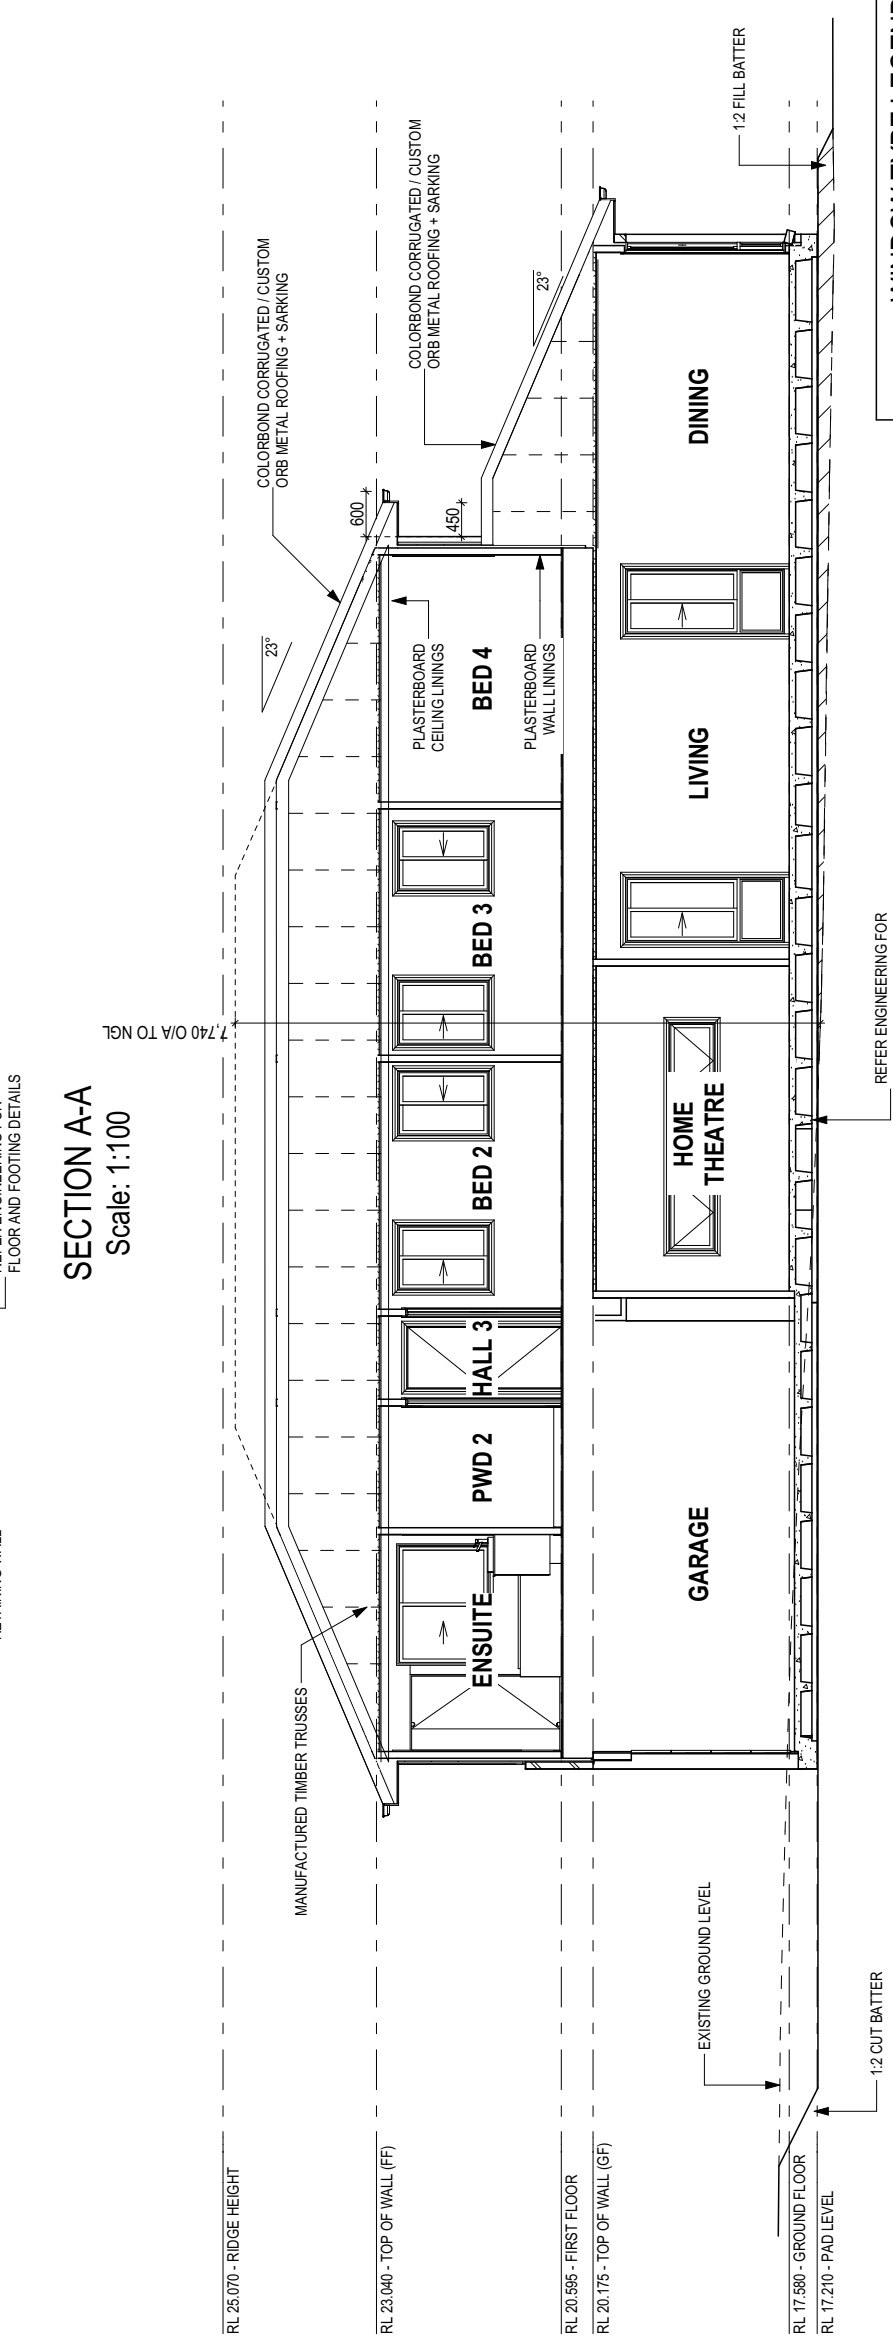 FLOOR AND FOOTING DETAILS
SECTION A-A
Scale: 1:100
7,740 O/A TO NGL
COLORBOND CORRUGATED / CUSTOM
ORB METAL ROOFING + SARKING
COLORBOND CORRUGATED / CUSTOM
ORB METAL ROOFING + SARKING
23°
23°
600
450
MANUFACTURED TIMBER TRUSSES
PLASTERBOARD
CEILING LININGS
PLASTERBOARD
WALL LININGS
ENSUITE
PWD 2
HALL 3
BED 2
BED 3
BED 4
GARAGE
HOME
THEATRE
LIVING
DINING
1:2 FILL BATTER
EXISTING GROUND LEVEL
1:2 CUT BATTER
REFER ENGINEERING FOR
RL 25.070 - RIDGE HEIGHT
RL 23.040 - TOP OF WALL (FF)
RL 20.595 - FIRST FLOOR
RL 20.175 - TOP OF WALL (GF)
RL 17.580 - GROUND FLOOR
RL 17.210 - PAD LEVEL